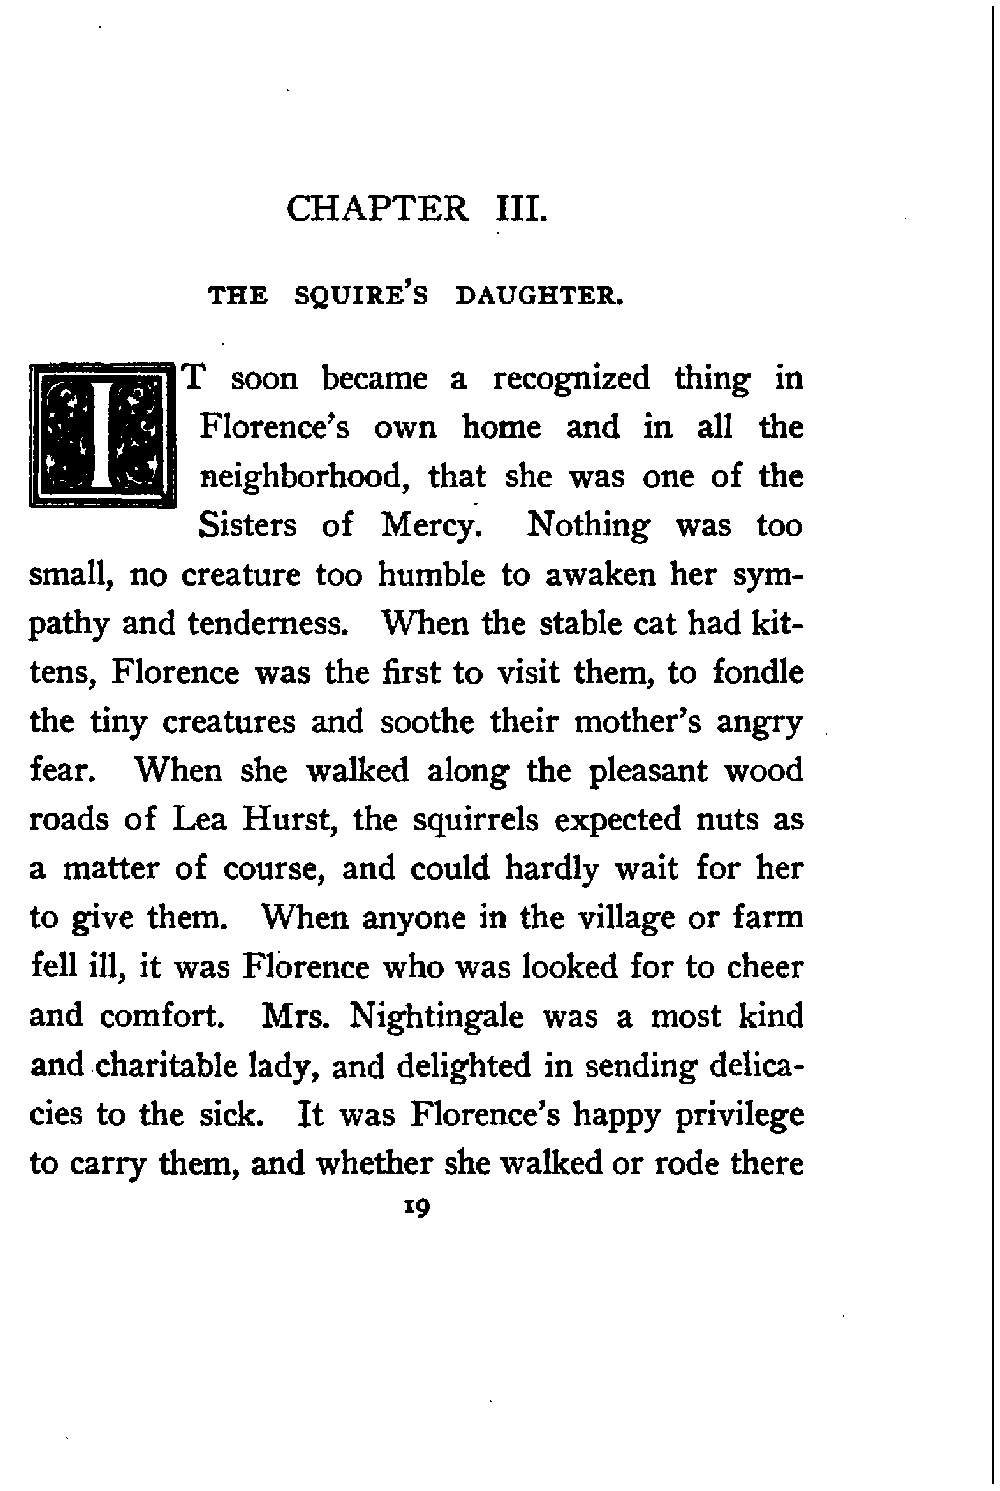 CHAPTER III.
THE SQUIRE'S DAUGHTER.
IT soon became a recognized thing in
Florence's own home and in all the
neighborhood, that she was one of the
Sisters of Mercy. Nothing was too
small, no creature too humble to awaken her sym-
pathy and tenderness. When the stable cat had kit-
tens, Florence was the first to visit them, to fondle
the tiny creatures and soothe their mother's angry
fear. When she walked along the pleasant wood
roads of Lea Hurst, the squirrels expected nuts as
a matter of course, and could hardly wait for her
to give them. When anyone in the village or farm
fell ill, it was Florence who was looked for to cheer
and comfort. Mrs. Nightingale was a most kind
and charitable lady, and delighted in sending delica-
cies to the sick. It was Florence's happy privilege
to carry them, and whether she walked or rode there
19